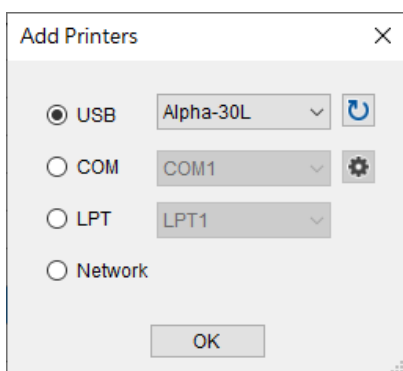 Add Printers
USB Alpha-30L
COM COM1
LPT LPT1
Network
OK